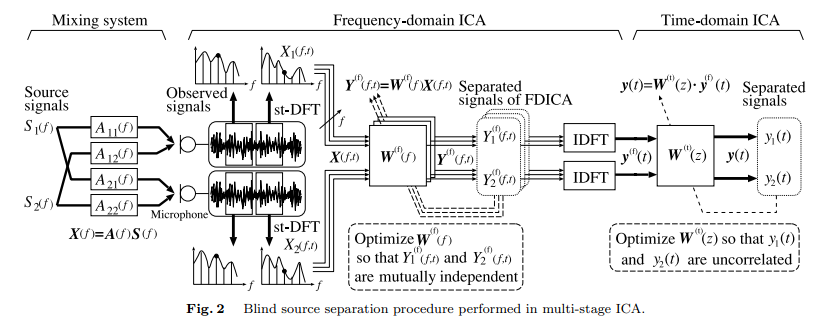 Mixing system
Frequency-domain ICA
Time-domain ICA
Source
signals
S1(f)
S2(f)
A11(f)
A12(f)
A21(f)
A22(f)
X(f)=A(f)S(f)
Observed
signals
Microphone
f
f
X1(f,t)
st-DFT
st-DFT
X2(f,t)
f
f
f
X(f,t)
Y(f)(f,t)=W(f)(f)X(f,t)
W(f)(f)
Y(f)(f,t)
Separated
signals of FDICA
Y1(f)(f,t)
Y2(f)(f,t)
Optimize W(f)(f)
so that Y1(f)(f,t) and Y2(f)(f,t)
are mutually independent
IDFT
IDFT
y(f)(t)
y(t)=W(t)(z)·y(f)(t)
W(t)(z)
y(t)
Separated
signals
y1(t)
y2(t)
Optimize W(t)(z) so that y1(t)
and y2(t) are uncorrelated
Fig. 2 Blind source separation procedure performed in multi-stage ICA.